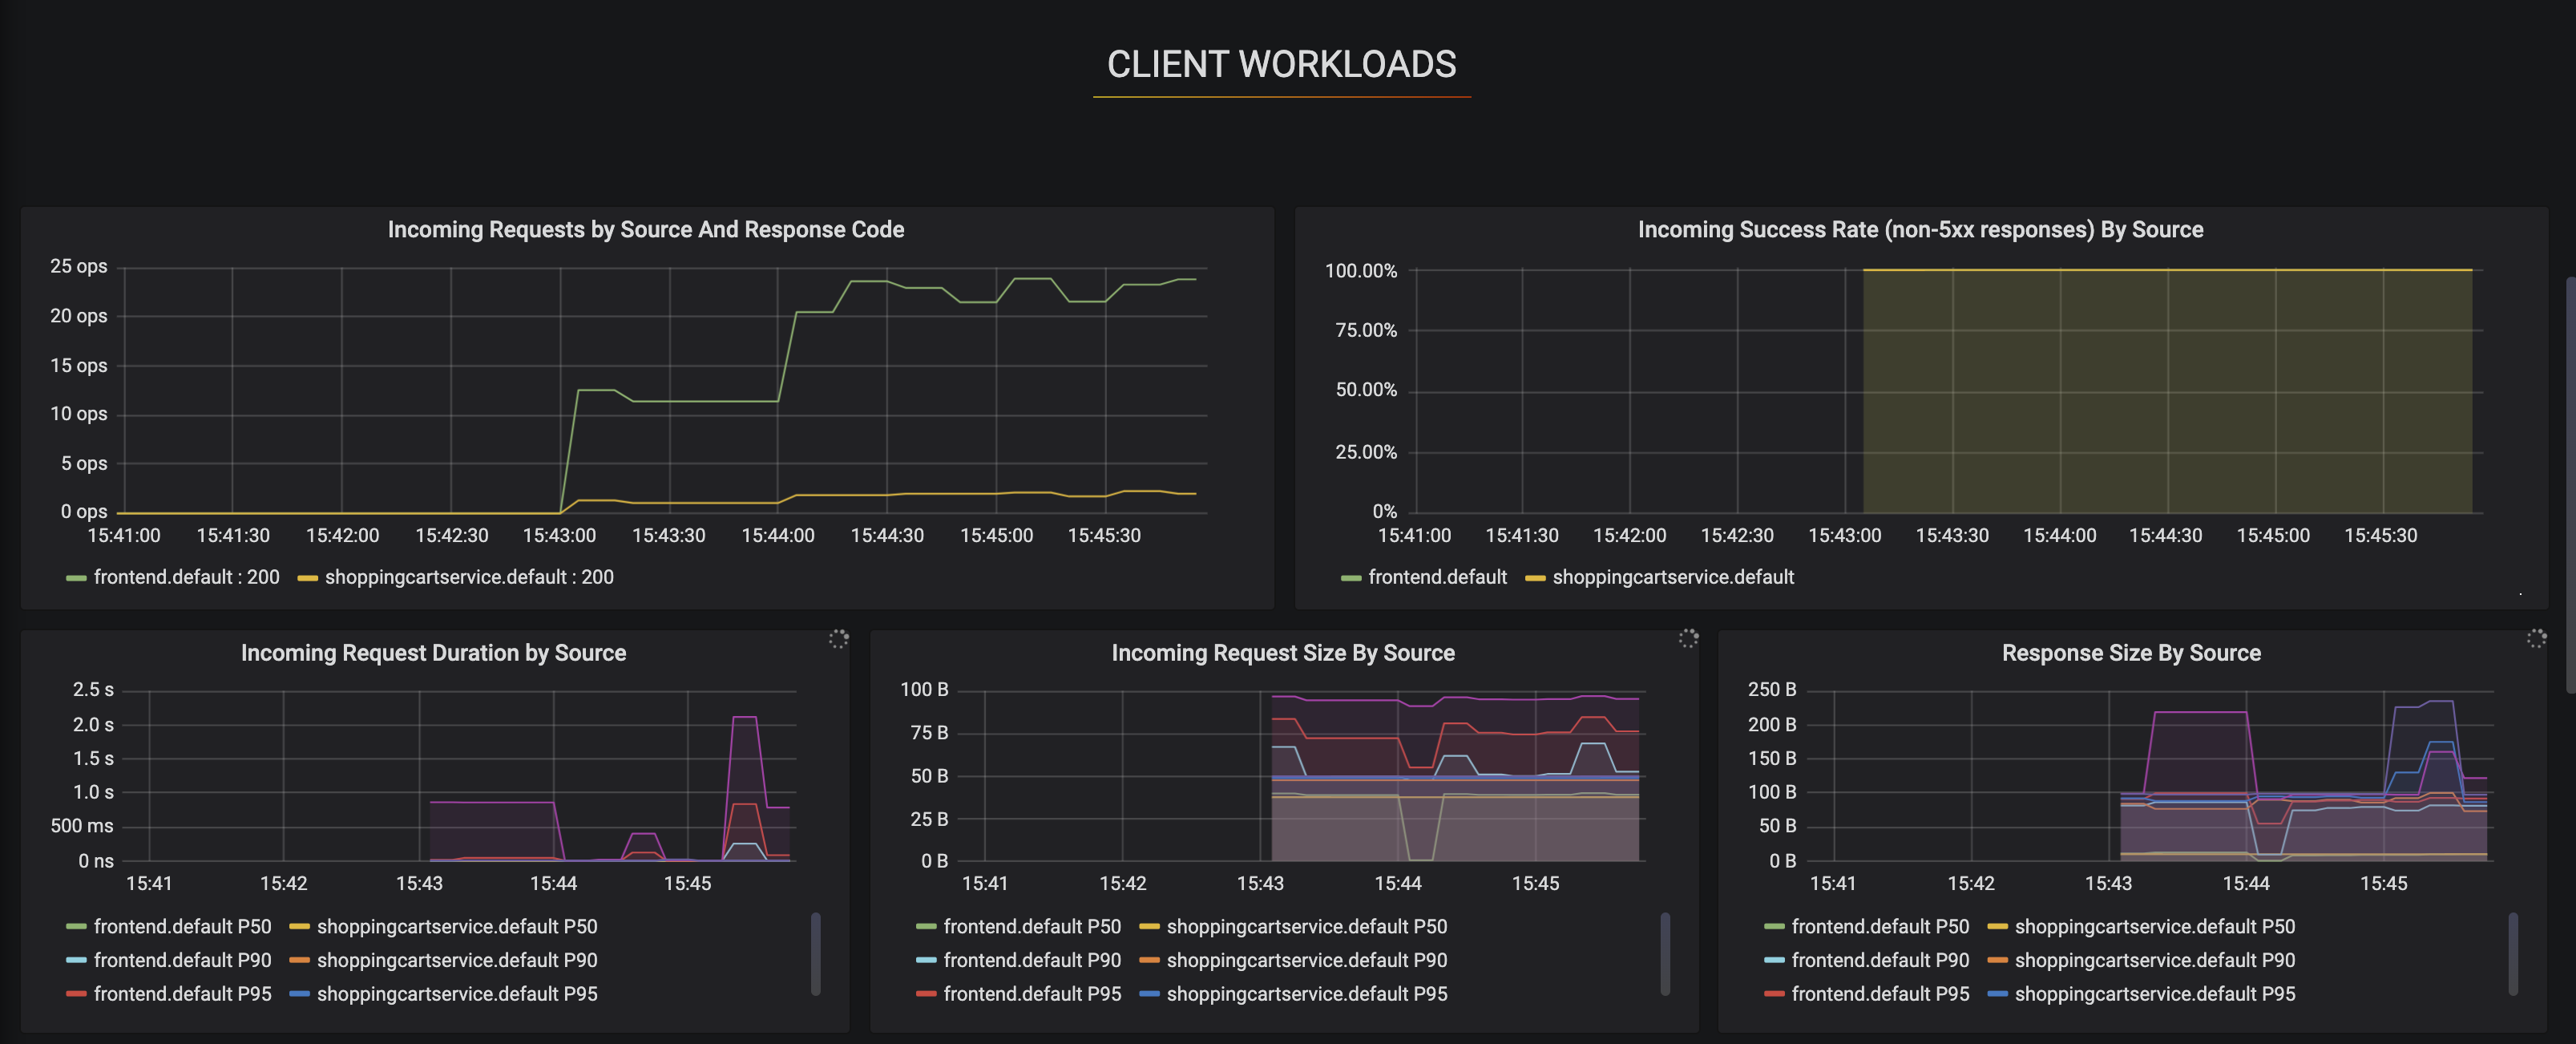 CLIENT WORKLOADS
Incoming Requests by Source And Response Code
25 ops
20 ops
15 ops
10 ops
5 ops
0 ops
15:41:00 15:41:30 15:42:00 15:42:30 15:43:00 15:43:30 15:44:00 15:44:30 15:45:00 15:45:30
frontend.default : 200 shoppingcartservice.default : 200
Incoming Success Rate (non-5xx responses) By Source
100.00%
75.00%
50.00%
25.00%
0%
15:41:00 15:41:30 15:42:00 15:42:30 15:43:00 15:43:30 15:44:00 15:44:30 15:45:00 15:45:30
frontend.default shoppingcartservice.default
Incoming Request Duration by Source
2.5 s
2.0 s
1.5 s
1.0 s
500 ms
0 ns
15:41 15:42 15:43 15:44 15:45
frontend.default P50 shoppingcartservice.default P50
frontend.default P90 shoppingcartservice.default P90
frontend.default P95 shoppingcartservice.default P95
Incoming Request Size By Source
100 B
75 B
50 B
25 B
0 B
15:41 15:42 15:43 15:44 15:45
frontend.default P50 shoppingcartservice.default P50
frontend.default P90 shoppingcartservice.default P90
frontend.default P95 shoppingcartservice.default P95
Response Size By Source
250 B
200 B
150 B
100 B
50 B
0 B
15:41 15:42 15:43 15:44 15:45
frontend.default P50 shoppingcartservice.default P50
frontend.default P90 shoppingcartservice.default P90
frontend.default P95 shoppingcartservice.default P95